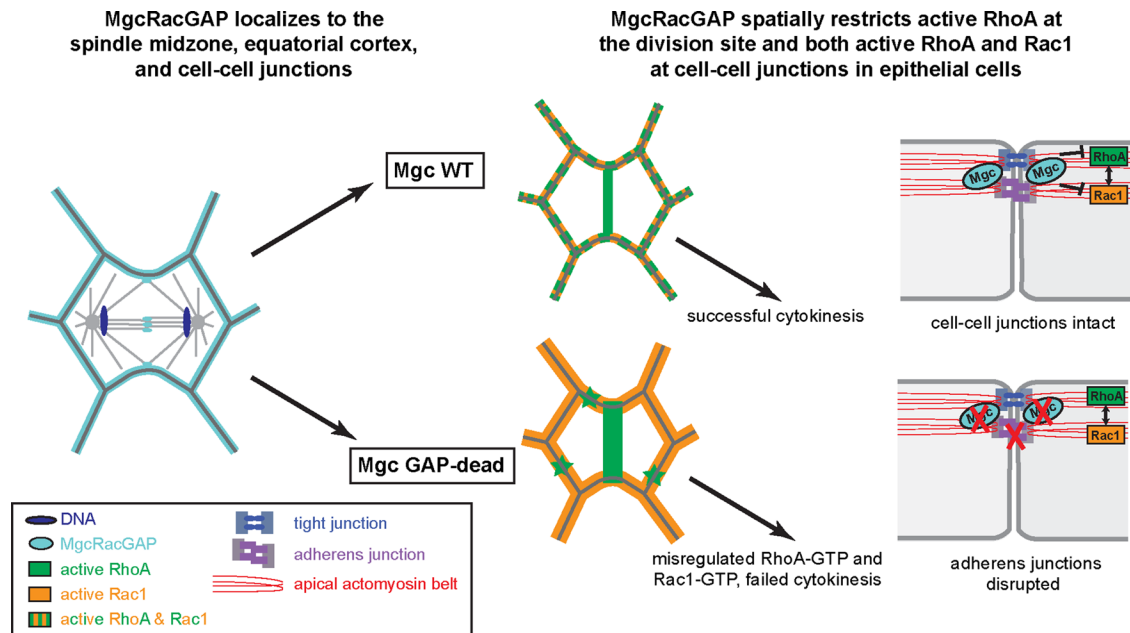 MgcRacGAP localizes to the
spindle midzone, equatorial cortex,
and cell-cell junctions
MgcRacGAP spatially restricts active RhoA at
the division site and both active RhoA and Rac1
at cell-cell junctions in epithelial cells
Mgc WT
successful cytokinesis
Mgc
Mgc
RhoA
Rac1
cell-cell junctions intact
Mgc GAP-dead
misregulated RhoA-GTP and
Rac1-GTP, failed cytokinesis
Mgc
Mgc
RhoA
Rac1
adherens junctions
disrupted
DNA
MgcRacGAP
active RhoA
active Rac1
active RhoA & Rac1
tight junction
adherens junction
apical actomyosin belt